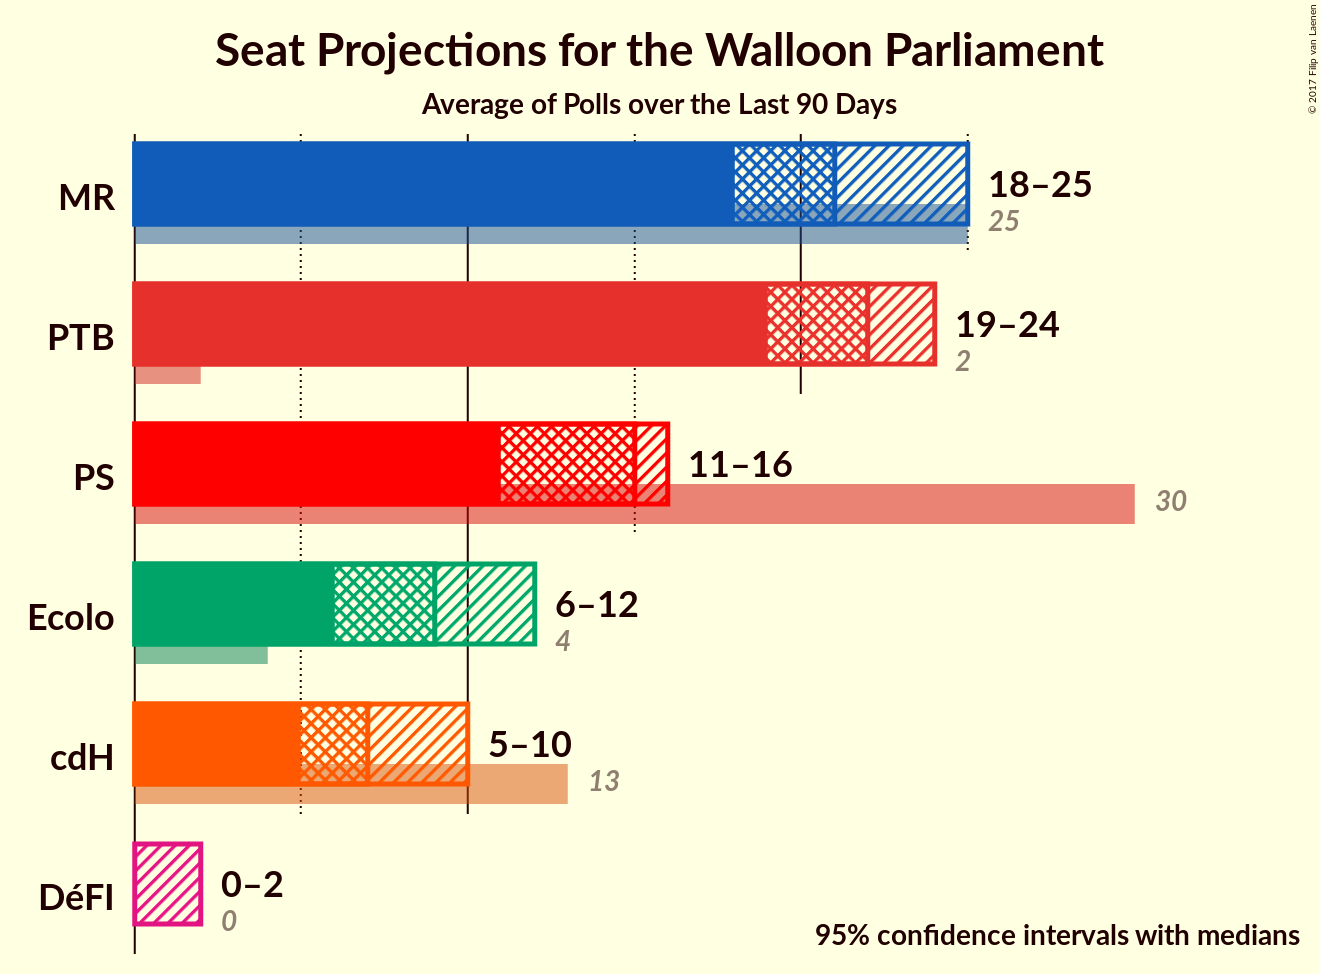 Seat Projections for the Walloon Parliament
Average of Polls over the Last 90 Days
© 2017 Filip van Laenen
MR
18–25
25
PTB
19–24
2
PS
11–16
30
Ecolo
6–12
4
cdH
5–10
13
DéFI
0–2
0
95% confidence intervals with medians